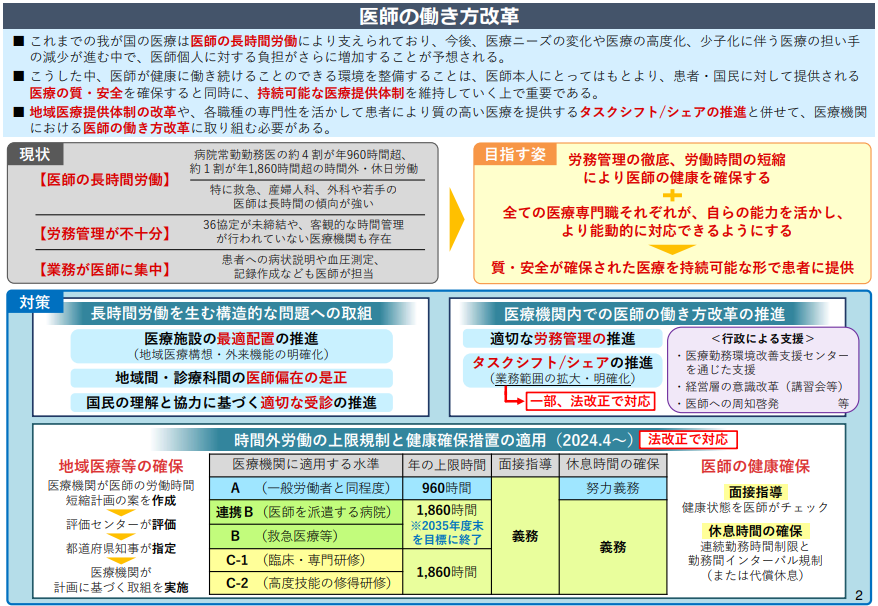 医師の働き方改革
■ これまでの我が国の医療は医師の長時間労働により支えられており、今後、医療ニーズの変化や医療の高度化、少子化に伴う医療の担い手
の減少が進む中で、医師個人に対する負担がさらに増加することが予想される。
■ こうした中、医師が健康に働き続けることのできる環境を整備することは、医師本人にとってはもとより、患者・国民に対して提供される
医療の質・安全を確保すると同時に、持続可能な医療提供体制を維持していく上で重要である。
■ 地域医療提供体制の改革や、各職種の専門性を活かして患者により質の高い医療を提供するタスクシフト/シェアの推進と併せて、医療機関
における医師の働き方改革に取り組む必要がある。
現状
【医師の長時間労働】
病院常勤勤務医の約4割が年960時間超、
約1割が年1,860時間超の時間外・休日労働
特に救急、産婦人科、外科や若手の
医師は長時間の傾向が強い
【労務管理が不十分】
36協定が未締結や、客観的な時間管理
が行われていない医療機関も存在
【業務が医師に集中】
患者への病状説明や血圧測定、
記録作成なども医師が担当
目指す姿
労務管理の徹底、労働時間の短縮
により医師の健康を確保する
+
全ての医療専門職それぞれが、自らの能力を活かし、
より能動的に対応できるようにする
質・安全が確保された医療を持続可能な形で患者に提供
対策
長時間労働を生む構造的な問題への取組
医療施設の最適配置の推進
（地域医療構想・外来機能の明確化）
地域間・診療科間の医師偏在の是正
国民の理解と協力に基づく適切な受診の推進
医療機関内での医師の働き方改革の推進
適切な労務管理の推進
タスクシフト/シェアの推進
（業務範囲の拡大・明確化）
一部、法改正で対応
＜行政による支援＞
・医療勤務環境改善支援センター
を通じた支援
・経営層の意識改革（講習会等）
・医師への周知啓発 等
時間外労働の上限規制と健康確保措置の適用（2024.4～） 法改正で対応
地域医療等の確保
医療機関が医師の労働時間
短縮計画の案を作成
評価センターが評価
都道府県知事が指定
医療機関が
計画に基づく取組を実施
医療機関に適用する水準 年の上限時間 面接指導 休息時間の確保
A （一般労働者と同程度） 960時間 努力義務
連携B （医師を派遣する病院） 1,860時間
※2035年度末
を目標に終了
B （救急医療等）
義務 義務
C-1 （臨床・専門研修） 1,860時間
C-2 （高度技能の修得研修）
医師の健康確保
面接指導
健康状態を医師がチェック
休息時間の確保
連続勤務時間制限と
勤務間インターバル規制
（または代償休息）
2